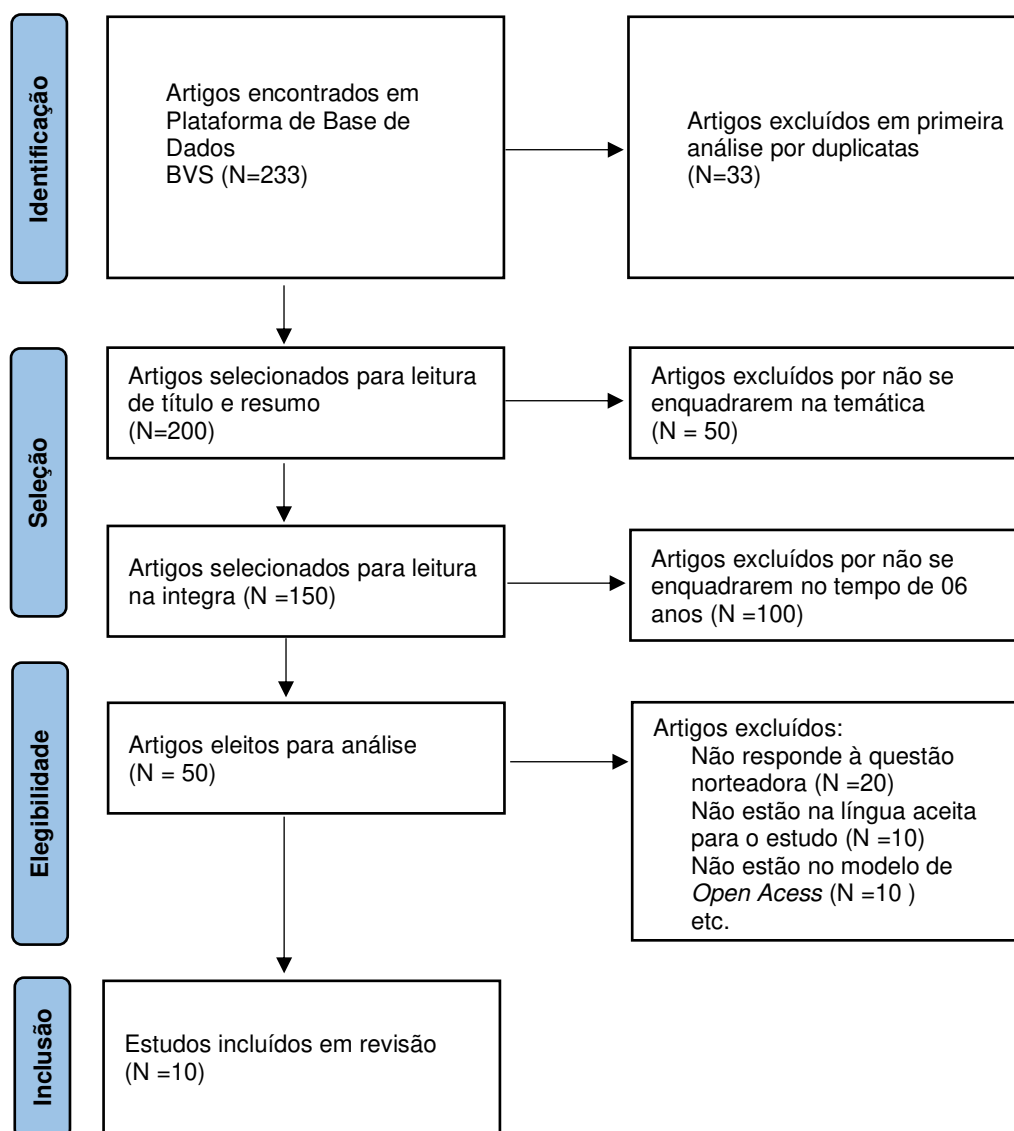 Identificação
Artigos encontrados em
Plataforma de Base de
Dados
BVS (N=233)
Artigos excluídos em primeira
análise por duplicatas
(N=33)
Seleção
Artigos selecionados para leitura
de título e resumo
(N=200)
Artigos excluídos por não se
enquadrarem na temática
(N = 50)
Artigos selecionados para leitura
na integra (N =150)
Artigos excluídos por não se
enquadrarem no tempo de 06
anos (N =100)
Elegibilidade
Artigos eleitos para análise
(N = 50)
Artigos excluídos:
Não responde à questão
norteadora (N =20)
Não estão na língua aceita
para o estudo (N =10)
Não estão no modelo de
Open Acess (N =10 )
etc.
Inclusão
Estudos incluídos em revisão
(N =10)